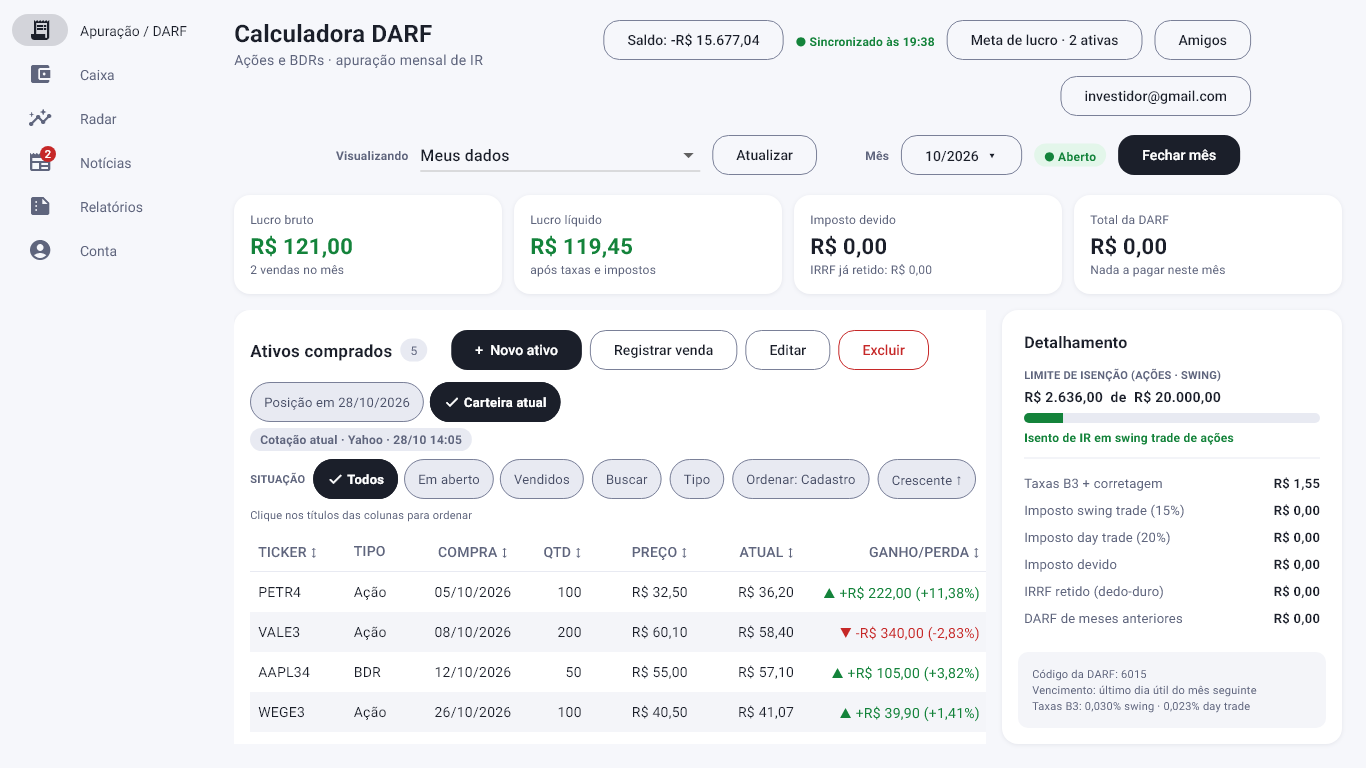 Apuração / DARF
Caixa
Radar
2
Notícias
Relatórios
Conta
Calculadora DARF
Ações e BDRs · apuração mensal de IR
Saldo: -R$ 15.677,04
Sincronizado às 19:38
Meta de lucro · 2 ativas
Amigos
investidor@gmail.com
Visualizando
Meus dados
Atualizar
Mês
10/2026
Aberto
Fechar mês
Lucro bruto
R$ 121,00
2 vendas no mês
Lucro líquido
R$ 119,45
após taxas e impostos
Imposto devido
R$ 0,00
IRRF já retido: R$ 0,00
Total da DARF
R$ 0,00
Nada a pagar neste mês
Ativos comprados 5
+ Novo ativo
Registrar venda
Editar
Excluir
Posição em 28/10/2026
Carteira atual
Cotação atual · Yahoo · 28/10 14:05
SITUAÇÃO
Todos
Em aberto
Vendidos
Buscar
Tipo
Ordenar: Cadastro
Crescente ↑
Clique nos títulos das colunas para ordenar
TICKER ↕ TIPO COMPRA ↕ QTD ↕ PREÇO ↕ ATUAL ↕ GANHO/PERDA ↕
PETR4 Ação 05/10/2026 100 R$ 32,50 R$ 36,20 ▲ +R$ 222,00 (+11,38%)
VALE3 Ação 08/10/2026 200 R$ 60,10 R$ 58,40 ▼ -R$ 340,00 (-2,83%)
AAPL34 BDR 12/10/2026 50 R$ 55,00 R$ 57,10 ▲ +R$ 105,00 (+3,82%)
WEGE3 Ação 26/10/2026 100 R$ 40,50 R$ 41,07 ▲ +R$ 39,90 (+1,41%)
Detalhamento
LIMITE DE ISENÇÃO (AÇÕES · SWING)
R$ 2.636,00 de R$ 20.000,00
Isento de IR em swing trade de ações
Taxas B3 + corretagem R$ 1,55
Imposto swing trade (15%) R$ 0,00
Imposto day trade (20%) R$ 0,00
Imposto devido R$ 0,00
IRRF retido (dedo-duro) R$ 0,00
DARF de meses anteriores R$ 0,00
Código da DARF: 6015
Vencimento: último dia útil do mês seguinte
Taxas B3: 0,030% swing · 0,023% day trade